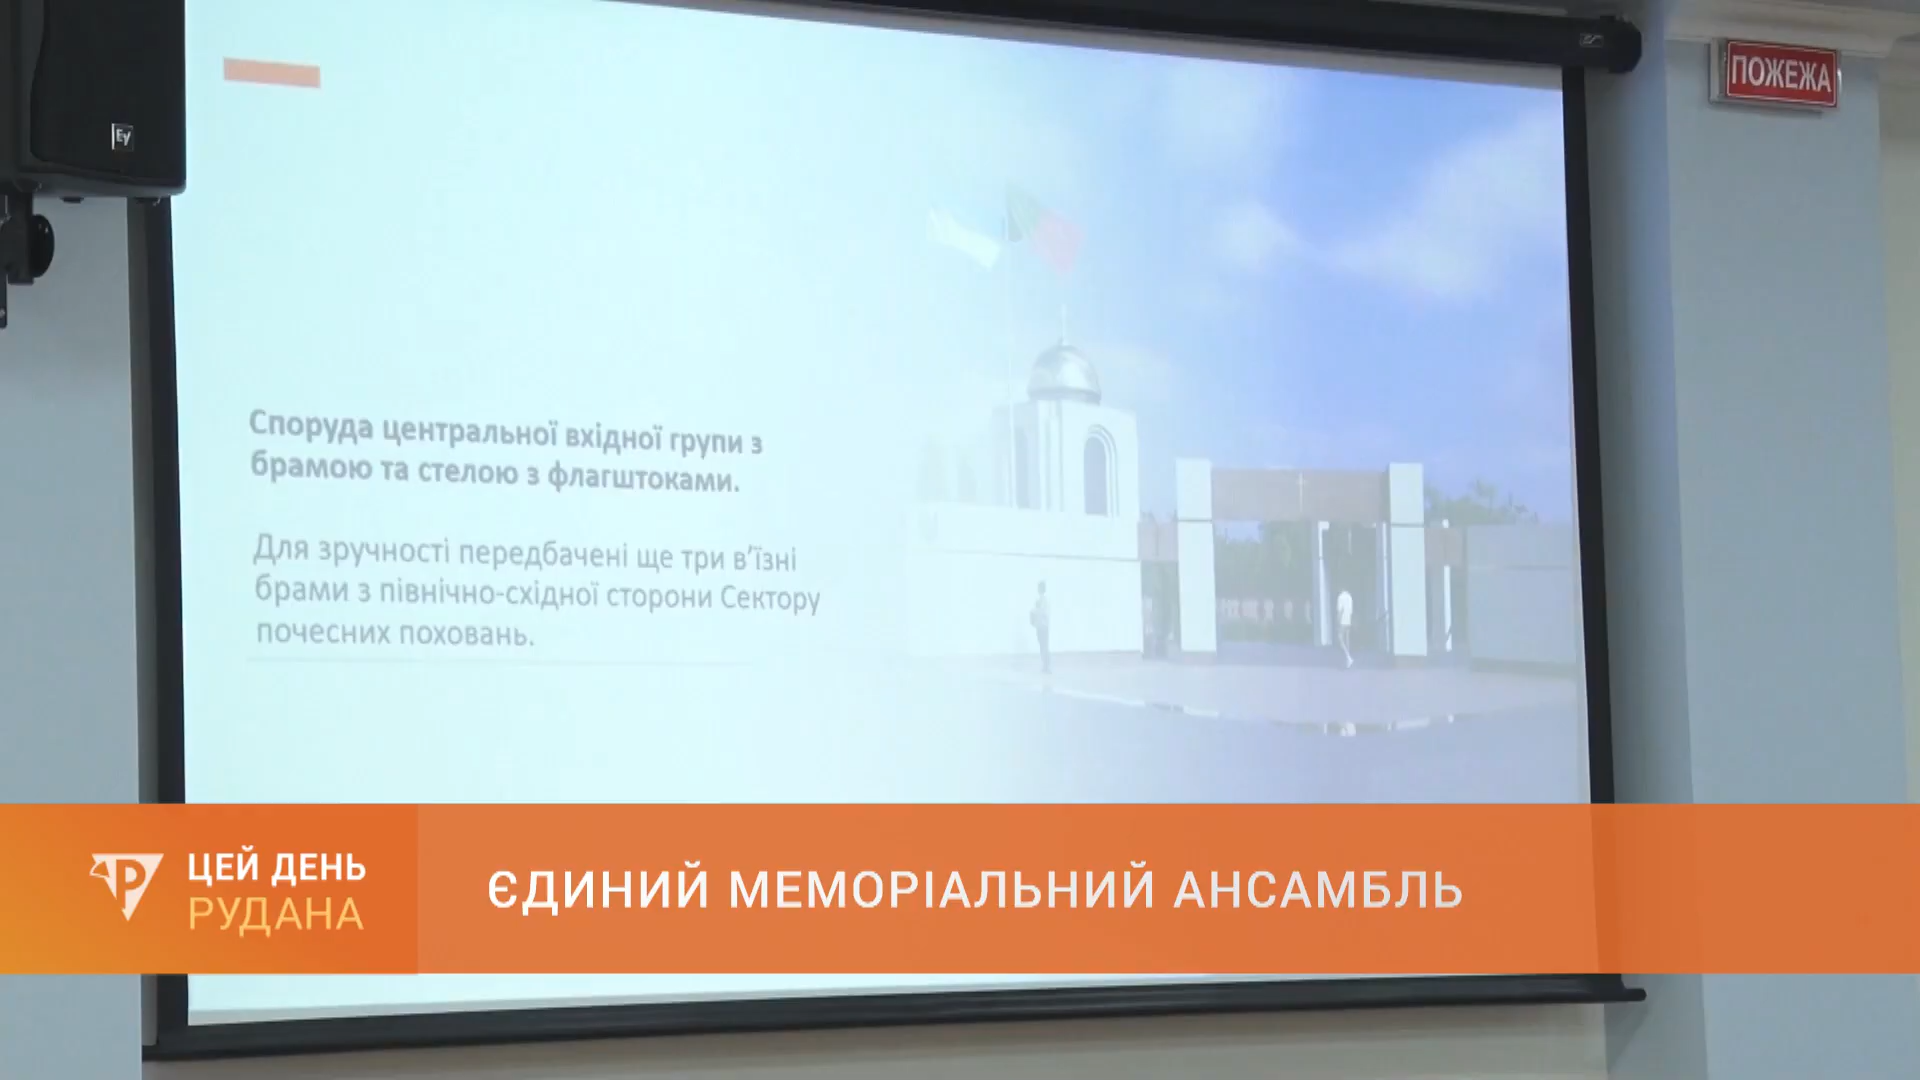 ПОЖЕЖА
EV
Споруда центральної вхідної групи з
брамою та стелою з флагштоками.
Для зручності передбачені ще три в’їзні
брами з північно-східної сторони Сектору
почесних поховань.
ЦЕЙ ДЕНЬ
РУДАНА
ЄДИНИЙ МЕМОРІАЛЬНИЙ АНСАМБЛЬ